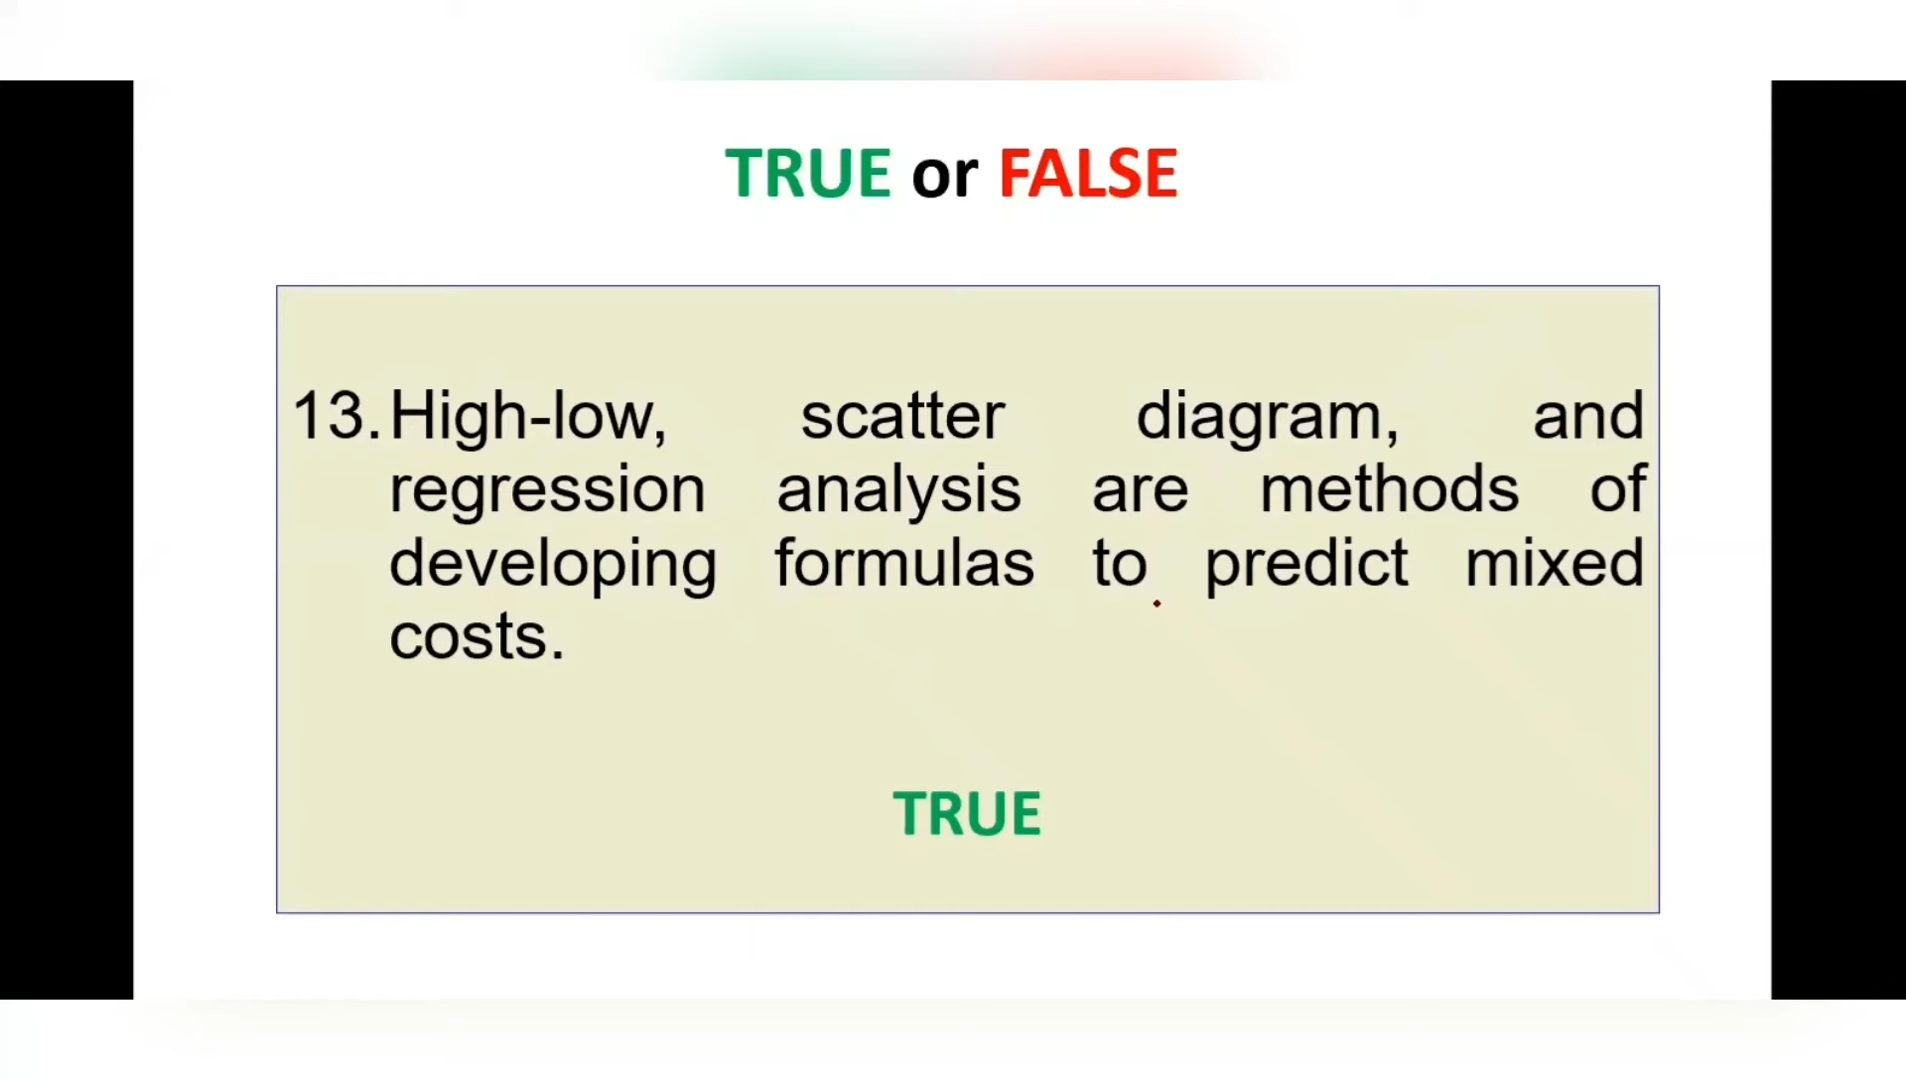 TRUE or FALSE
13. High-low, scatter diagram, and
regression analysis are methods of
developing formulas to predict mixed
costs.
TRUE